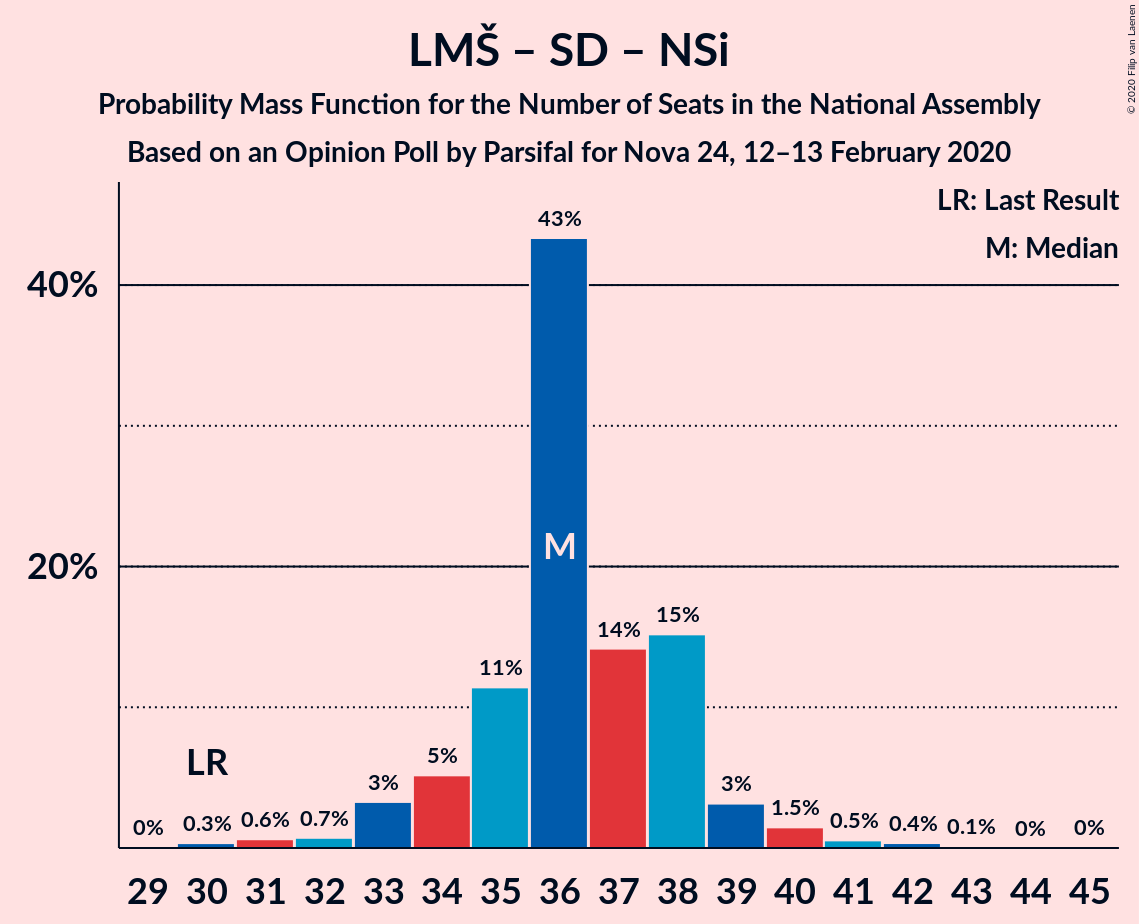 LMŠ – SD – NSi
Probability Mass Function for the Number of Seats in the National Assembly
Based on an Opinion Poll by Parsifal for Nova 24, 12–13 February 2020
© 2020 Filip van Laenen
LR: Last Result
M: Median
40%
20%
0%
0.3%
0.6%
0.7%
3%
5%
11%
43%
14%
15%
3%
1.5%
0.5%
0.4%
0.1%
0%
0%
LR
M
29 30 31 32 33 34 35 36 37 38 39 40 41 42 43 44 45